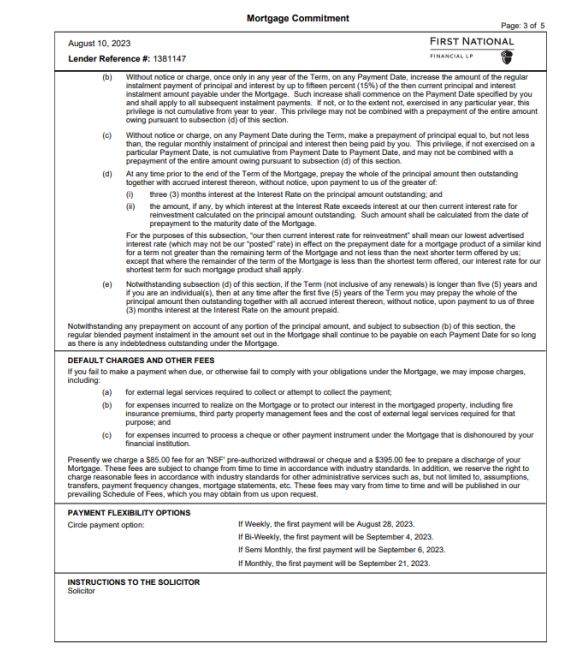 Mortgage Commitment
Page: 3 of 5
August 10, 2023
FIRST NATIONAL
FINANCIAL LP
Lender Reference #: 1381147
(b) Without notice or charge, once only in any year of the Term, on any Payment Date, increase the amount of the regular
instalment payment of principal and interest by up to fifteen percent (15%) of the then current principal and interest
instalment amount payable under the Mortgage. Such increase shall commence on the Payment Date specified by you
and shall apply to all subsequent instalment payments. If not, or to the extent not, exercised in any particular year, this
privilege is not cumulative from year to year. This privilege may not be combined with a prepayment of the entire amount
owing pursuant to subsection (d) of this section.
(c) Without notice or charge, on any Payment Date during the Term, make a prepayment of principal equal to, but not less
than, the regular monthly instalment of principal and interest then being paid by you. This privilege, if not exercised on a
particular Payment Date, is not cumulative from Payment Date to Payment Date, and may not be combined with a
prepayment of the entire amount owing pursuant to subsection (d) of this section.
(d) At any time prior to the end of the Term of the Mortgage, prepay the whole of the principal amount then outstanding
together with accrued interest thereon, without notice, upon payment to us of the greater of:
(i) three (3) months interest at the Interest Rate on the principal amount outstanding; and
(ii) the amount, if any, by which interest at the Interest Rate exceeds interest at our then current interest rate for
reinvestment calculated on the principal amount outstanding. Such amount shall be calculated from the date of
prepayment to the maturity date of the Mortgage.
For the purposes of this subsection, "our then current interest rate for reinvestment" shall mean our lowest advertised
interest rate (which may not be our "posted" rate) in effect on the prepayment date for a mortgage product of a similar kind
for a term not greater than the remaining term of the Mortgage and not less than the next shorter term offered by us;
except that where the remainder of the term of the Mortgage is less than the shortest term offered, our interest rate for our
shortest term for such mortgage product shall apply.
(e) Notwithstanding subsection (d) of this section, if the Term (not inclusive of any renewals) is longer than five (5) years and
if you are an individual(s), then at any time after the first five (5) years of the Term you may prepay the whole of the
principal amount then outstanding together with all accrued interest thereon, without notice, upon payment to us of three
(3) months interest at the Interest Rate on the amount prepaid.
Notwithstanding any prepayment on account of any portion of the principal amount, and subject to subsection (b) of this section, the
regular blended payment instalment in the amount set out in the Mortgage shall continue to be payable on each Payment Date for so long
as there is any indebtedness outstanding under the Mortgage.
DEFAULT CHARGES AND OTHER FEES
If you fail to make a payment when due, or otherwise fail to comply with your obligations under the Mortgage, we may impose charges,
including:
(a) for external legal services required to collect or attempt to collect the payment;
(b) for expenses incurred to realize on the Mortgage or to protect our interest in the mortgaged property, including fire
insurance premiums, third party property management fees and the cost of external legal services required for that
purpose; and
(c) for expenses incurred to process a cheque or other payment instrument under the Mortgage that is dishonoured by your
financial institution.
Presently we charge a $85.00 fee for an 'NSF' pre-authorized withdrawal or cheque and a $395.00 fee to prepare a discharge of your
Mortgage. These fees are subject to change from time to time in accordance with industry standards. In addition, we reserve the right to
charge reasonable fees in accordance with industry standards for other administrative services such as, but not limited to, assumptions,
transfers, payment frequency changes, mortgage statements, etc. These fees may vary from time to time and will be published in our
prevailing Schedule of Fees, which you may obtain from us upon request.
PAYMENT FLEXIBILITY OPTIONS
Circle payment option: If Weekly, the first payment will be August 28, 2023.
If Bi-Weekly, the first payment will be September 4, 2023.
If Semi Monthly, the first payment will be September 6, 2023.
If Monthly, the first payment will be September 21, 2023.
INSTRUCTIONS TO THE SOLICITOR
Solicitor